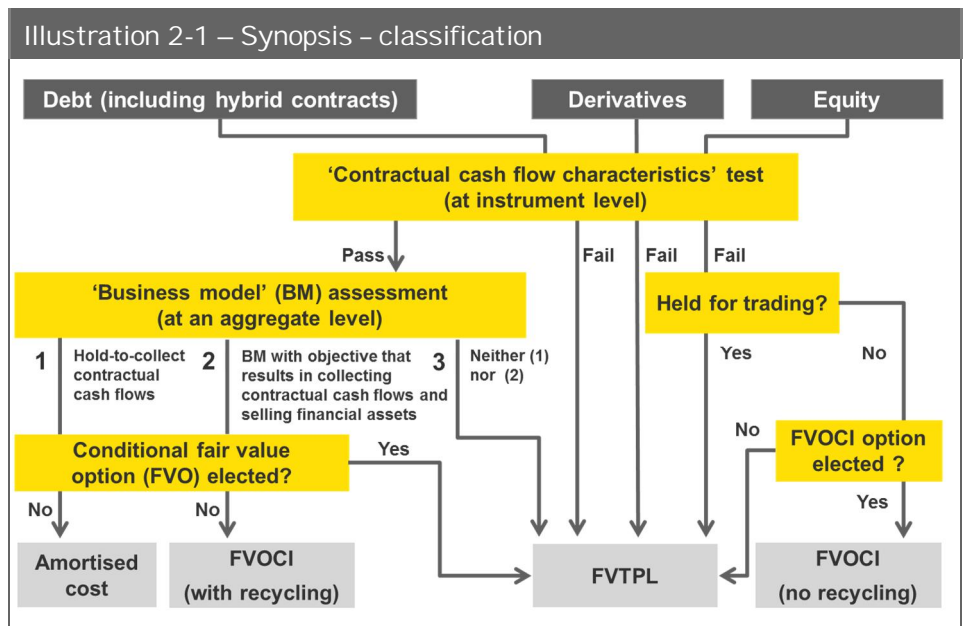 Illustration 2-1 – Synopsis – classification
Debt (including hybrid contracts)
Derivatives
Equity
‘Contractual cash flow characteristics’ test
(at instrument level)
Pass
Fail
Fail
Fail
‘Business model’ (BM) assessment
(at an aggregate level)
Held for trading?
1
Hold-to-collect
contractual
cash flows
2
BM with objective that
results in collecting
contractual cash flows and
selling financial assets
3
Neither (1)
nor (2)
Yes
No
Conditional fair value
option (FVO) elected?
Yes
No
FVOCI option
elected ?
No
No
Yes
Amortised
cost
FVOCI
(with recycling)
FVTPL
FVOCI
(no recycling)